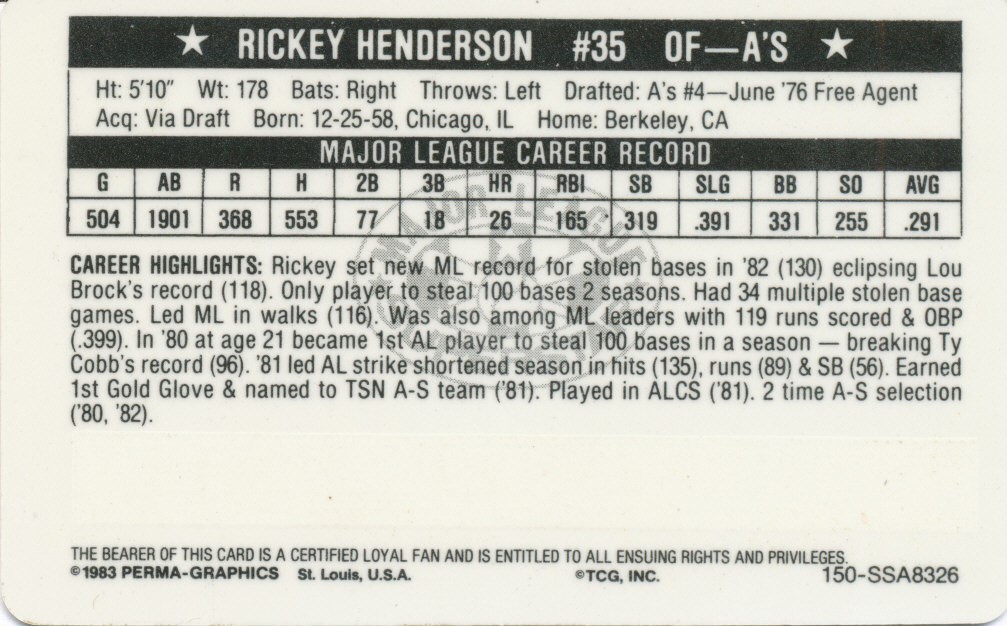 ★ RICKEY HENDERSON #35 OF—A'S ★
Ht: 5'10" Wt: 178 Bats: Right Throws: Left Drafted: A's #4—June '76 Free Agent
Acq: Via Draft Born: 12-25-58, Chicago, IL Home: Berkeley, CA
MAJOR LEAGUE CAREER RECORD
G AB R H 2B 3B HR RBI SB SLG BB SO AVG
504 1901 368 553 77 18 26 165 319 .391 331 255 .291
MAJOR LEAGUE
CAREER HIGHLIGHTS: Rickey set new ML record for stolen bases in '82 (130) eclipsing Lou
Brock's record (118). Only player to steal 100 bases 2 seasons. Had 34 multiple stolen base
games. Led ML in walks (116). Was also among ML leaders with 119 runs scored & OBP
(.399). In '80 at age 21 became 1st AL player to steal 100 bases in a season — breaking Ty
Cobb's record (96). '81 led AL strike shortened season in hits (135), runs (89) & SB (56). Earned
1st Gold Glove & named to TSN A-S team ('81). Played in ALCS ('81). 2 time A-S selection
('80, '82).
THE BEARER OF THIS CARD IS A CERTIFIED LOYAL FAN AND IS ENTITLED TO ALL ENSUING RIGHTS AND PRIVILEGES.
©1983 PERMA-GRAPHICS St. Louis, U.S.A. ©TCG, INC. 150-SSA8326